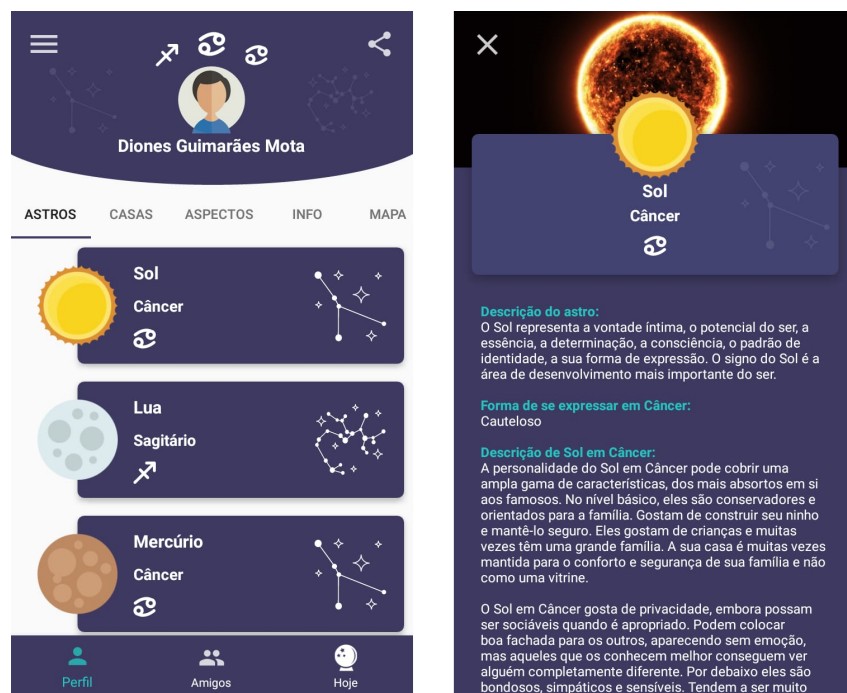 Diones Guimarães Mota
ASTROS CASAS ASPECTOS INFO MAPA
Sol
Câncer
Lua
Sagitário
Mercúrio
Câncer
Perfil Amigos Hoje
Sol
Câncer
Descrição do astro:
O Sol representa a vontade íntima, o potencial do ser, a
essência, a determinação, a consciência, o padrão de
identidade, a sua forma de expressão. O signo do Sol é a
área de desenvolvimento mais importante do ser.
Forma de se expressar em Câncer:
Cauteloso
Descrição de Sol em Câncer:
A personalidade do Sol em Câncer pode cobrir uma
ampla gama de características, dos mais absortos em si
aos famosos. No nível básico, eles são conservadores e
orientados para a família. Gostam de construir seu ninho
e mantê-lo seguro. Eles gostam de crianças e muitas
vezes têm uma grande família. A sua casa é muitas vezes
mantida para o conforto e segurança de sua família e não
como uma vitrine.
O Sol em Câncer gosta de privacidade, embora possam
ser sociáveis quando é apropriado. Podem colocar
boa fachada para os outros, aparecendo sem emoção,
mas aqueles que os conhecem melhor conseguem ver
alguém completamente diferente. Por debaixo eles são
bondosos, simpáticos e sensíveis. Tendem a ser muito